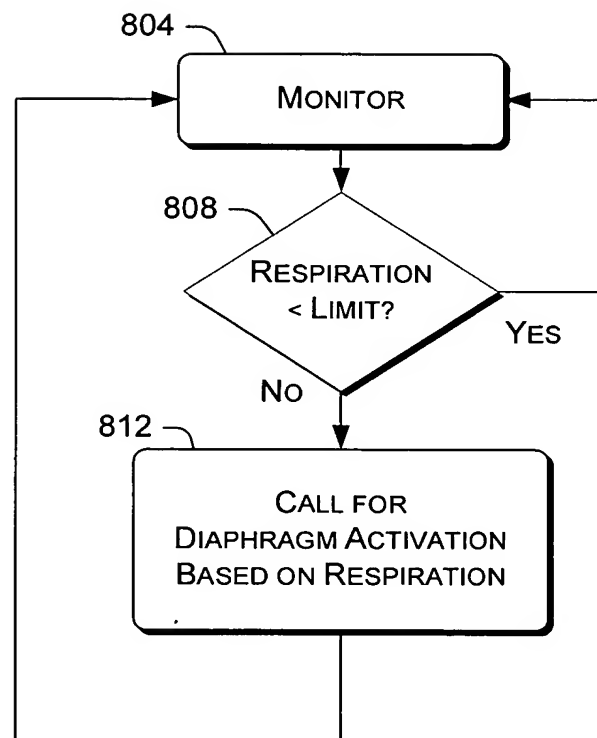 804
MONITOR
808
RESPIRATION
< LIMIT?
YES
NO
812
CALL FOR
DIAPHRAGM ACTIVATION
BASED ON RESPIRATION